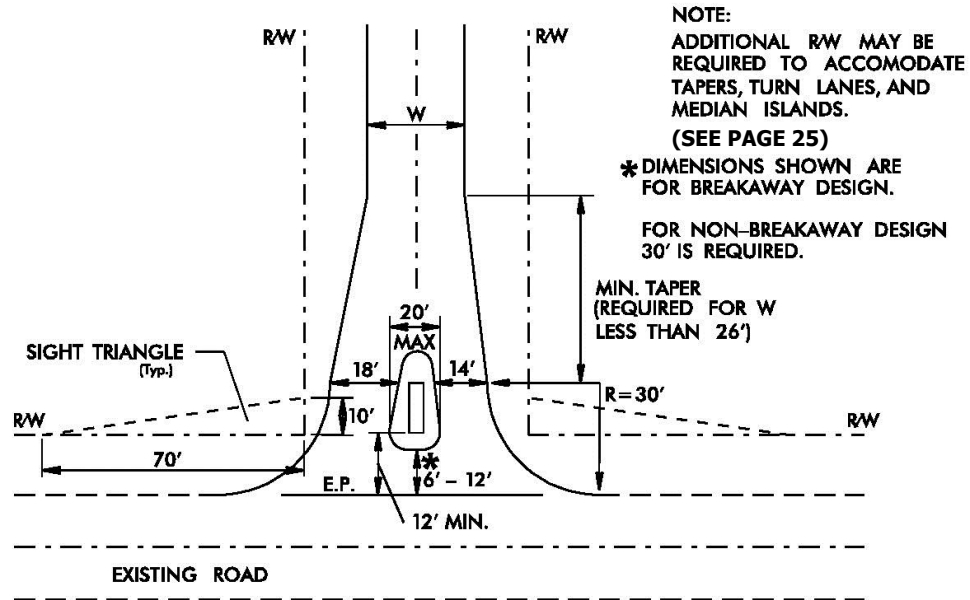 NOTE:
ADDITIONAL R/W MAY BE
REQUIRED TO ACCOMODATE
TAPERS, TURN LANES, AND
MEDIAN ISLANDS.
(SEE PAGE 25)
* DIMENSIONS SHOWN ARE
FOR BREAKAWAY DESIGN.
FOR NON-BREAKAWAY DESIGN
30' IS REQUIRED.
R/W
R/W
W
MIN. TAPER
(REQUIRED FOR W
LESS THAN 26')
20'
MAX
SIGHT TRIANGLE
(Typ.)
18'
14'
R=30'
R/W
10'
R/W
70'
*
6' - 12'
E.P.
12' MIN.
EXISTING ROAD